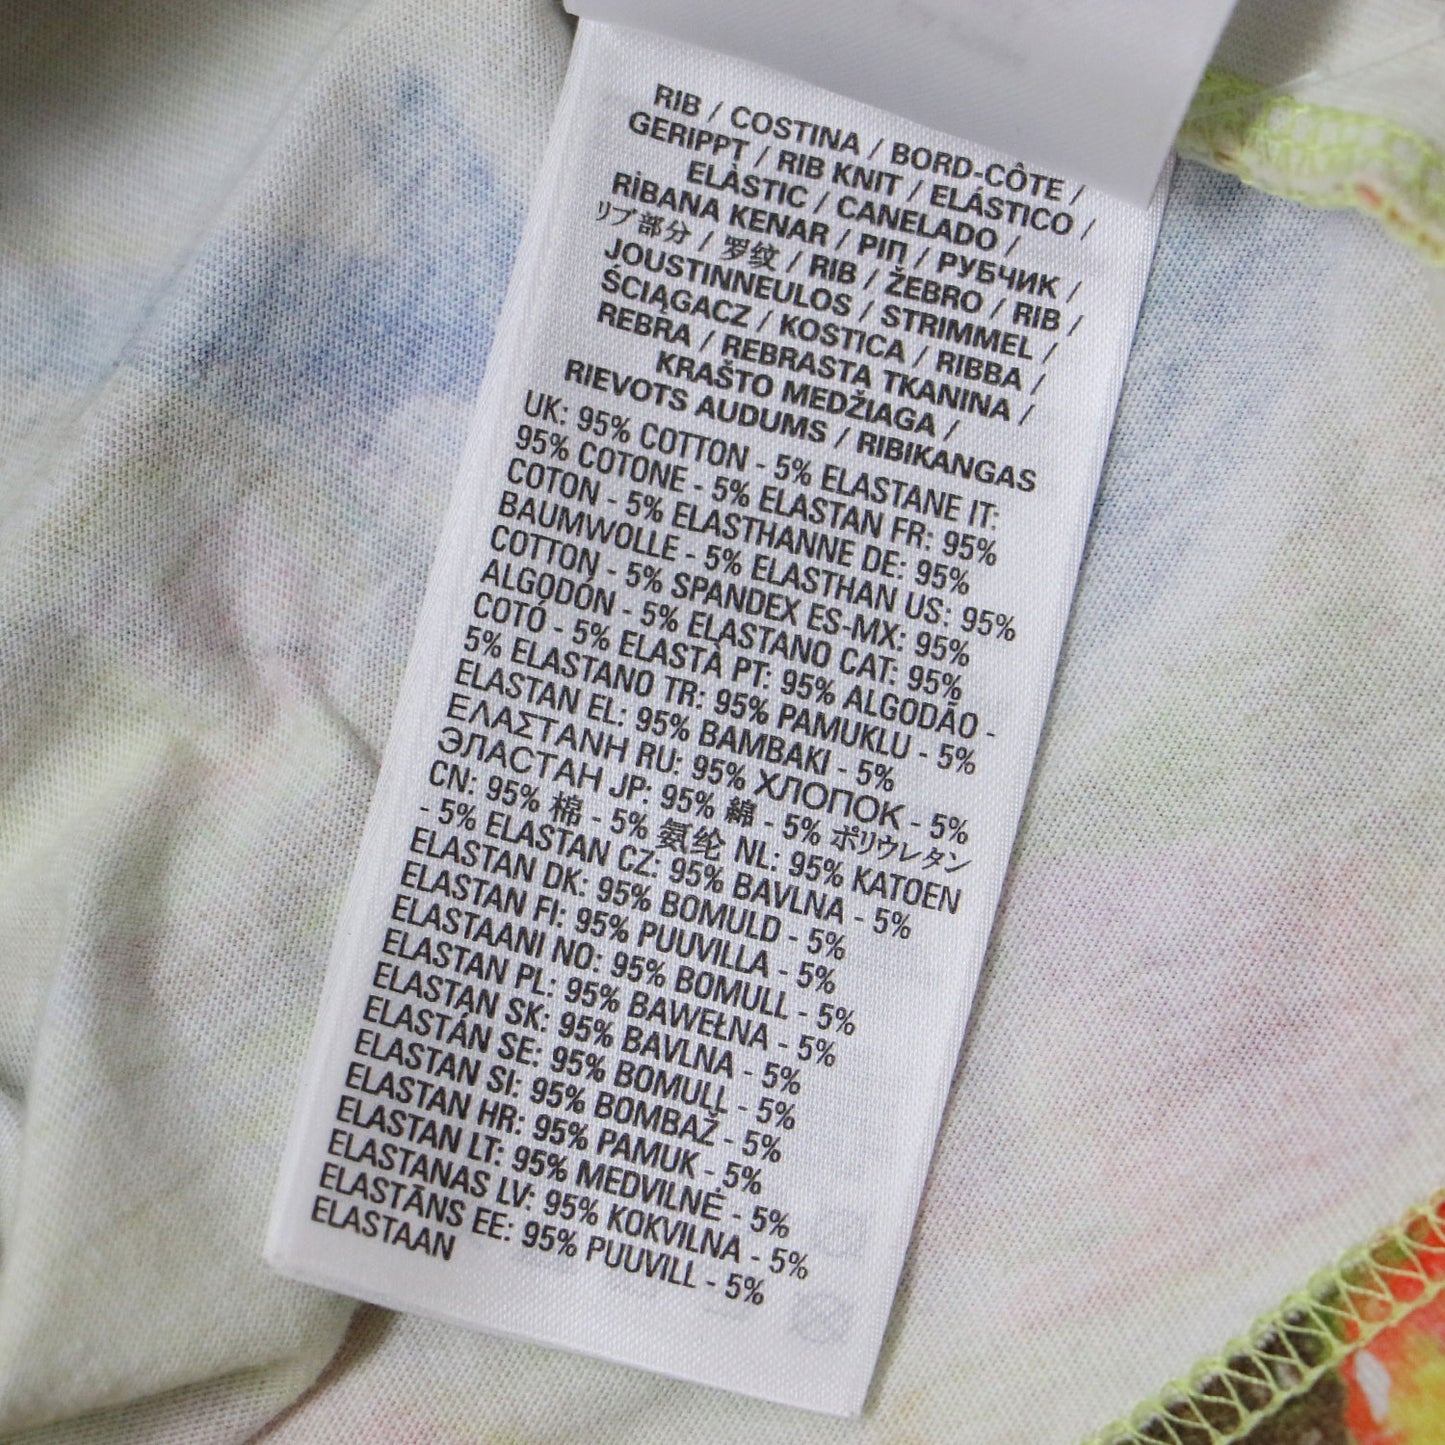 RIB / COSTINA / BORD-CÔTE /
GERIPPT / RIB KNIT / ELÁSTICO /
ELÀSTIC / CANELADO /
RİBANA KENAR / ΡΙΠ / РУБЧИК /
リブ部分 / 罗纹 / RIB / ŽEBRO / RIB /
JOUSTINNEULOS / STRIMMEL /
ŚCIĄGACZ / KOSTICA / RIBBA /
REBRA / REBRASTA TKANINA /
KRAŠTO MEDŽIAGA /
RIEVOTS AUDUMS / RIBIKANGAS
UK: 95% COTTON - 5% ELASTANE IT:
95% COTONE - 5% ELASTAN FR: 95%
COTON - 5% ELASTHANNE DE: 95%
BAUMWOLLE - 5% ELASTHAN US: 95%
COTTON - 5% SPANDEX ES-MX: 95%
ALGODÓN - 5% ELASTANO CAT: 95%
COTÓ - 5% ELASTÀ PT: 95% ALGODÃO -
5% ELASTANO TR: 95% PAMUKLU - 5%
ELASTAN EL: 95% ΒΑΜΒΑΚΙ - 5%
ΕΛΑΣΤΑΝΗ RU: 95% ХЛОПОК - 5%
ЭЛАСТАН JP: 95% 綿 - 5% ポリウレタン
CN: 95% 棉 - 5% 氨纶 NL: 95% KATOEN
- 5% ELASTAN CZ: 95% BAVLNA - 5%
ELASTAN DK: 95% BOMULD - 5%
ELASTAN FI: 95% PUUVILLA - 5%
ELASTAANI NO: 95% BOMULL - 5%
ELASTAN PL: 95% BAWEŁNA - 5%
ELASTAN SK: 95% BAVLNA - 5%
ELASTÁN SE: 95% BOMULL - 5%
ELASTAN SI: 95% BOMBAŽ - 5%
ELASTAN HR: 95% PAMUK - 5%
ELASTAN LT: 95% MEDVILNĖ - 5%
ELASTANAS LV: 95% KOKVILNA - 5%
ELASTĀNS EE: 95% PUUVILL - 5%
ELASTAAN